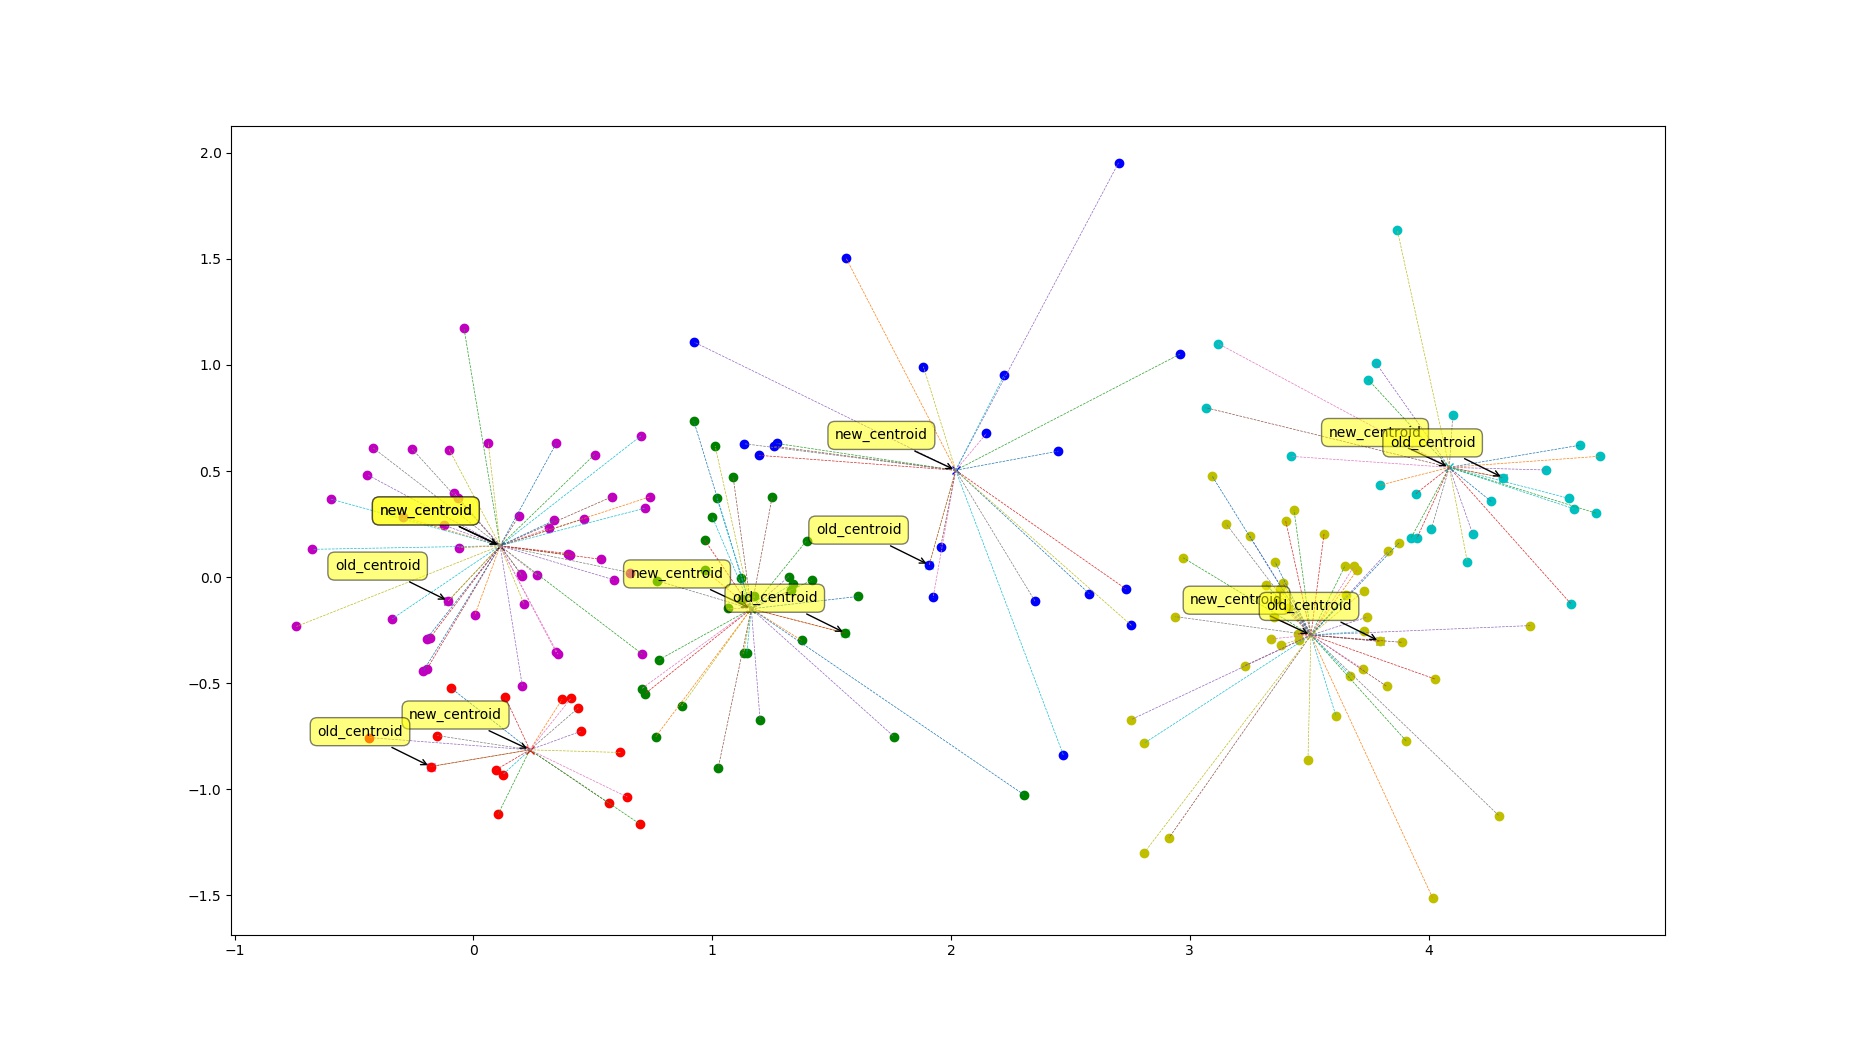 2.0
1.5
1.0
0.5
0.0
−0.5
−1.0
−1.5
new_centroid
old_centroid
new_centroid
old_centroid
new_centroid
old_centroid
new_centroid
old_centroid
new_centroid
old_centroid
new_centroid
old_centroid
−1
0
1
2
3
4